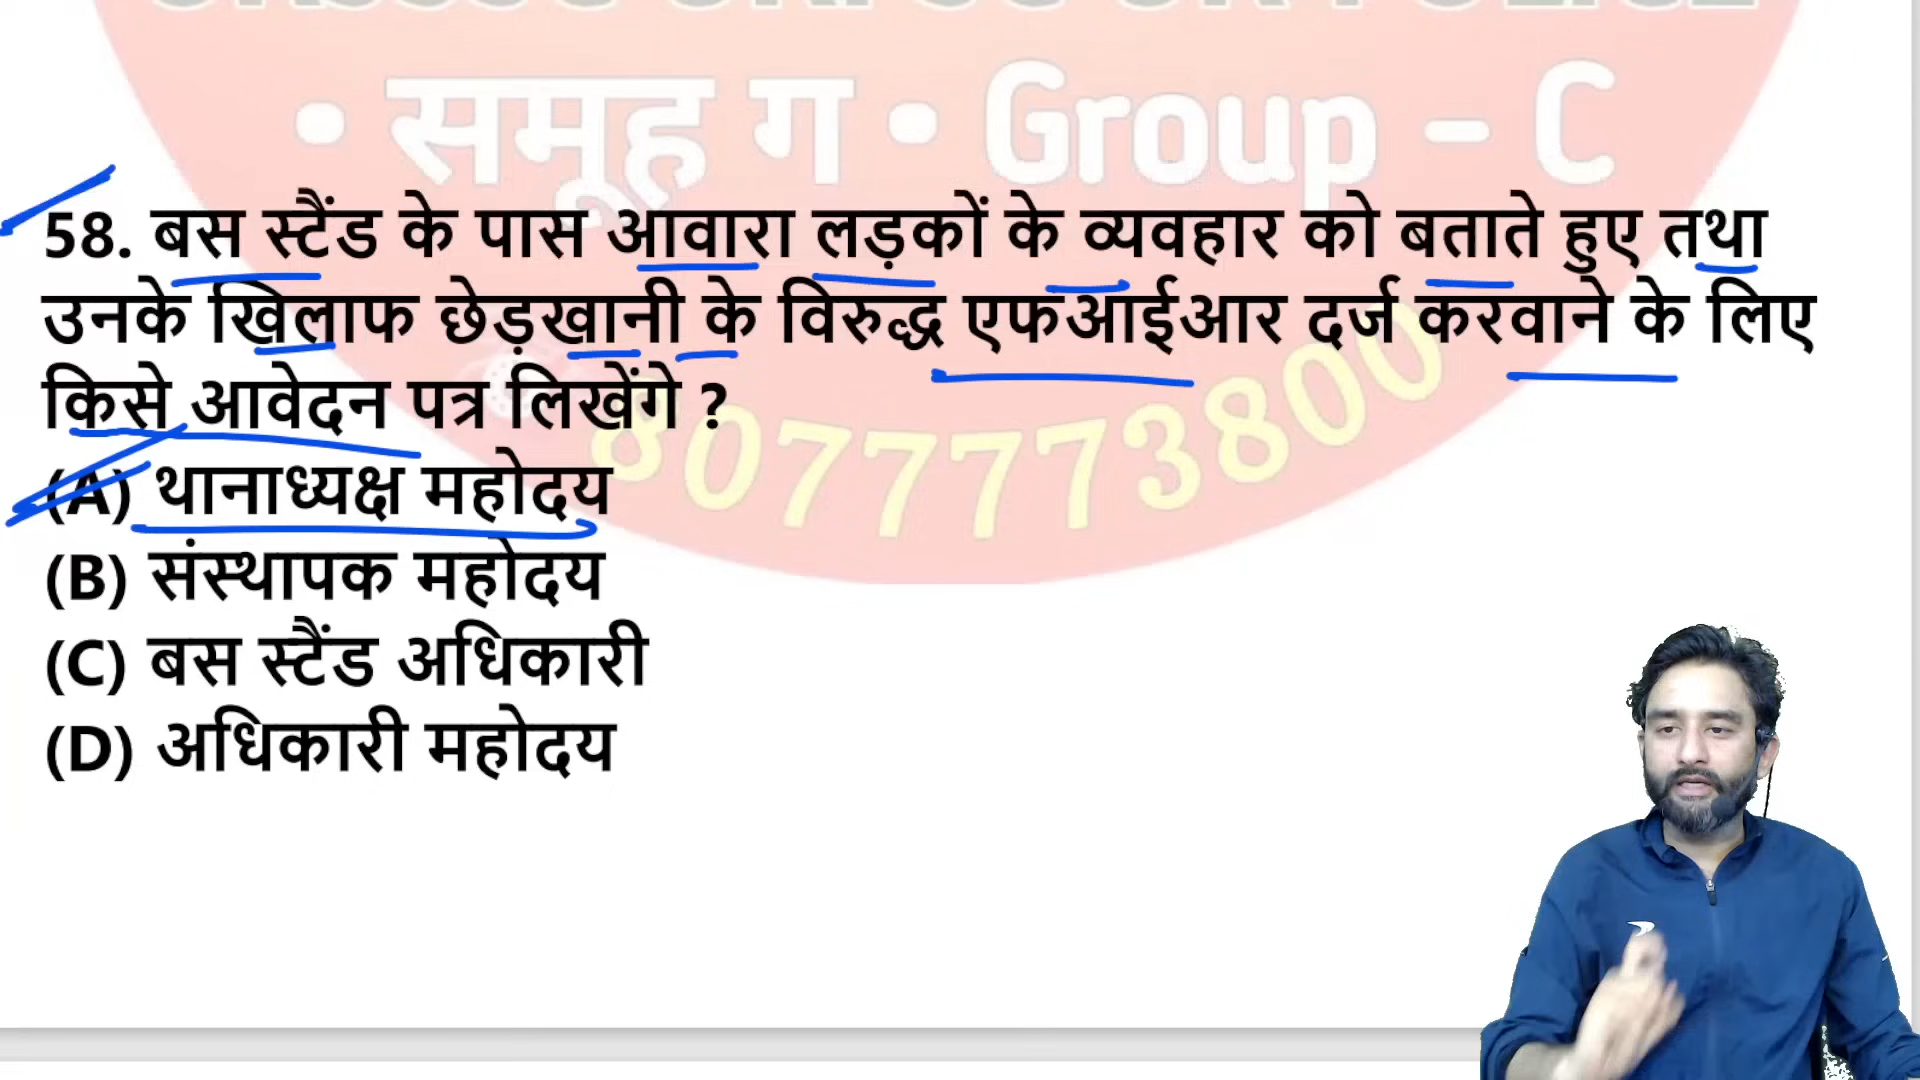 • समूह ग • Group – C
58. बस स्टैंड के पास आवारा लड़कों के व्यवहार को बताते हुए तथा
उनके खिलाफ छेड़खानी के विरुद्ध एफआईआर दर्ज करवाने के लिए
किसे आवेदन पत्र लिखेंगे ?
8077773800
(A) थानाध्यक्ष महोदय
(B) संस्थापक महोदय
(C) बस स्टैंड अधिकारी
(D) अधिकारी महोदय